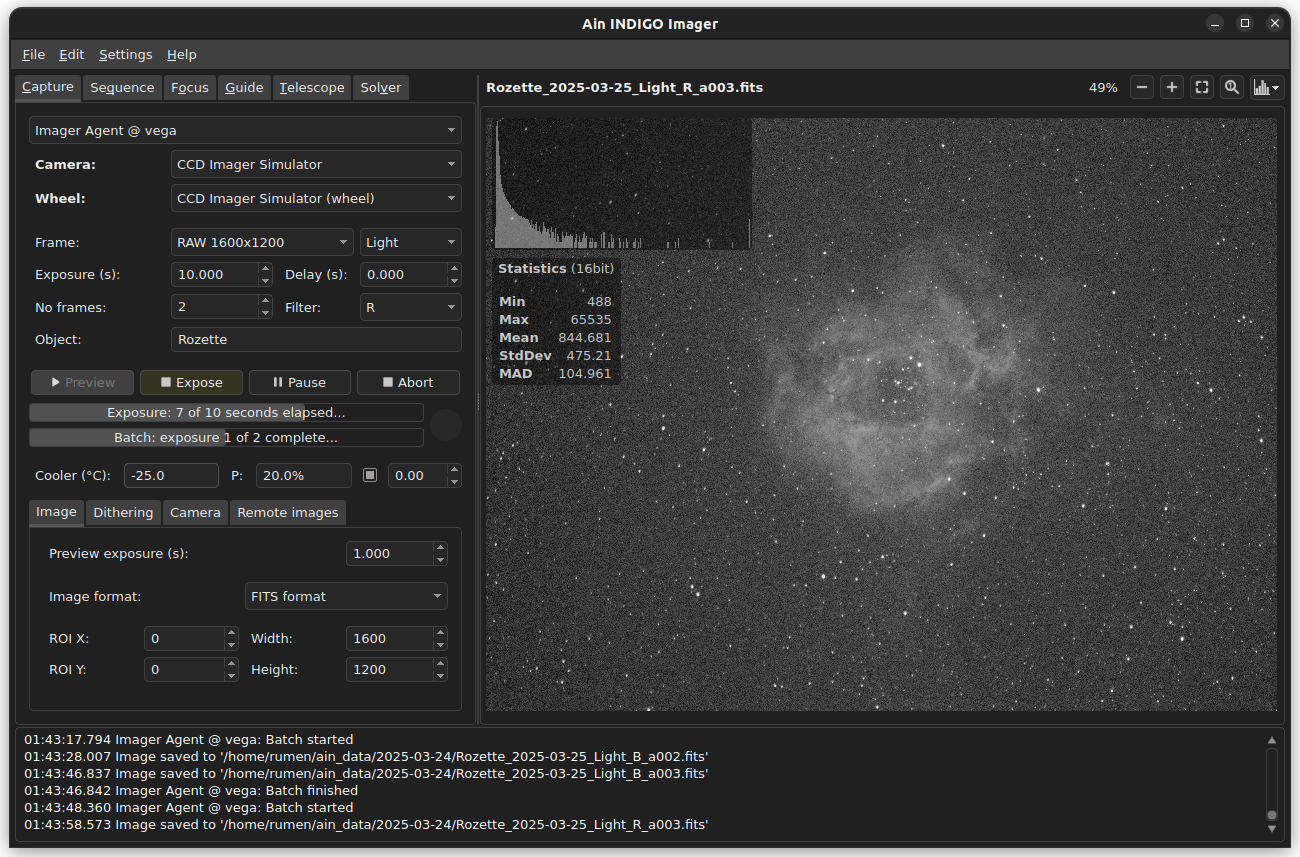 Ain INDIGO Imager
File Edit Settings Help
Capture Sequence Focus Guide Telescope Solver
Imager Agent @ vega
Camera: CCD Imager Simulator
Wheel: CCD Imager Simulator (wheel)
Frame: RAW 1600x1200 Light
Exposure (s): 10.000 Delay (s): 0.000
No frames: 2 Filter: R
Object: Rozette
Preview Expose Pause Abort
Exposure: 7 of 10 seconds elapsed...
Batch: exposure 1 of 2 complete...
Cooler (°C): -25.0 P: 20.0% 0.00
Image Dithering Camera Remote images
Preview exposure (s): 1.000
Image format: FITS format
ROI X: 0 Width: 1600
ROI Y: 0 Height: 1200
Rozette_2025-03-25_Light_R_a003.fits 49%
Statistics (16bit)
Min 488
Max 65535
Mean 844.681
StdDev 475.21
MAD 104.961
01:43:17.794 Imager Agent @ vega: Batch started
01:43:28.007 Image saved to '/home/rumen/ain_data/2025-03-24/Rozette_2025-03-25_Light_B_a002.fits'
01:43:46.837 Image saved to '/home/rumen/ain_data/2025-03-24/Rozette_2025-03-25_Light_B_a003.fits'
01:43:46.842 Imager Agent @ vega: Batch finished
01:43:48.360 Imager Agent @ vega: Batch started
01:43:58.573 Image saved to '/home/rumen/ain_data/2025-03-24/Rozette_2025-03-25_Light_R_a003.fits'